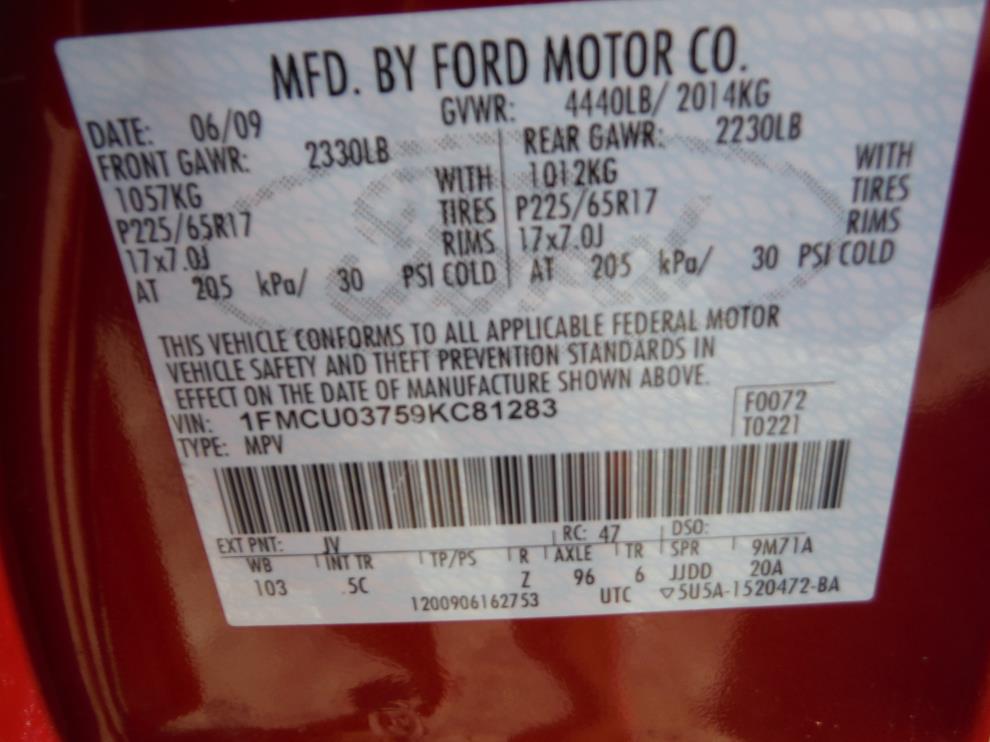 MFD. BY FORD MOTOR CO.
DATE: 06/09 GVWR: 4440LB/ 2014KG
FRONT GAWR: 2330LB REAR GAWR: 2230LB
1057KG WITH 1012KG WITH
P225/65R17 TIRES P225/65R17 TIRES
17x7.0J RIMS 17x7.0J RIMS
AT 205 kPa/ 30 PSI COLD AT 205 kPa/ 30 PSI COLD
THIS VEHICLE CONFORMS TO ALL APPLICABLE FEDERAL MOTOR
VEHICLE SAFETY AND THEFT PREVENTION STANDARDS IN
EFFECT ON THE DATE OF MANUFACTURE SHOWN ABOVE.
VIN: 1FMCU03759KC81283 F0072
TYPE: MPV T0221
EXT PNT: JV RC: 47 DSO:
WB INT TR TP/PS R AXLE TR SPR 9M71A
103 5C Z 96 6 JJDD 20A
1200906162753 UTC ▽5U5A-1520472-BA